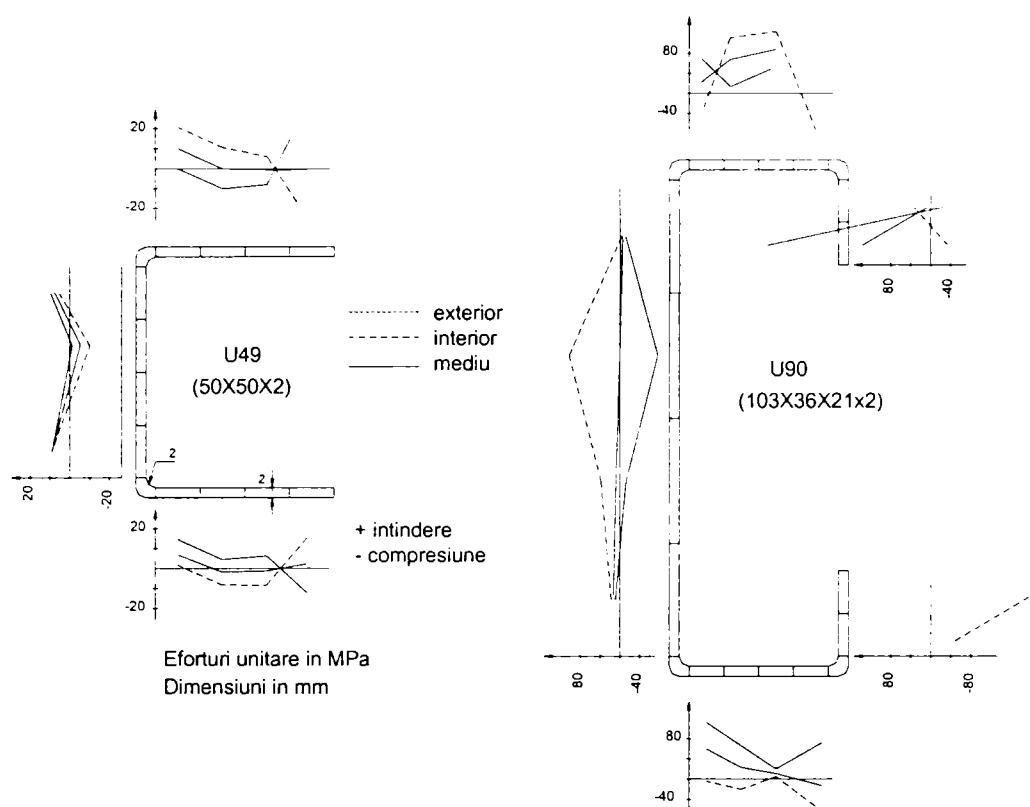 80
-40
20
-20
exterior
interior
mediu
U49
(50X50X2)
U90
(103X36X21x2)
80
-40
2
2
20
-20
20
-20
+ intindere
- compresiune
Eforturi unitare in MPa
Dimensiuni in mm
80
-40
80
-80
80
-40